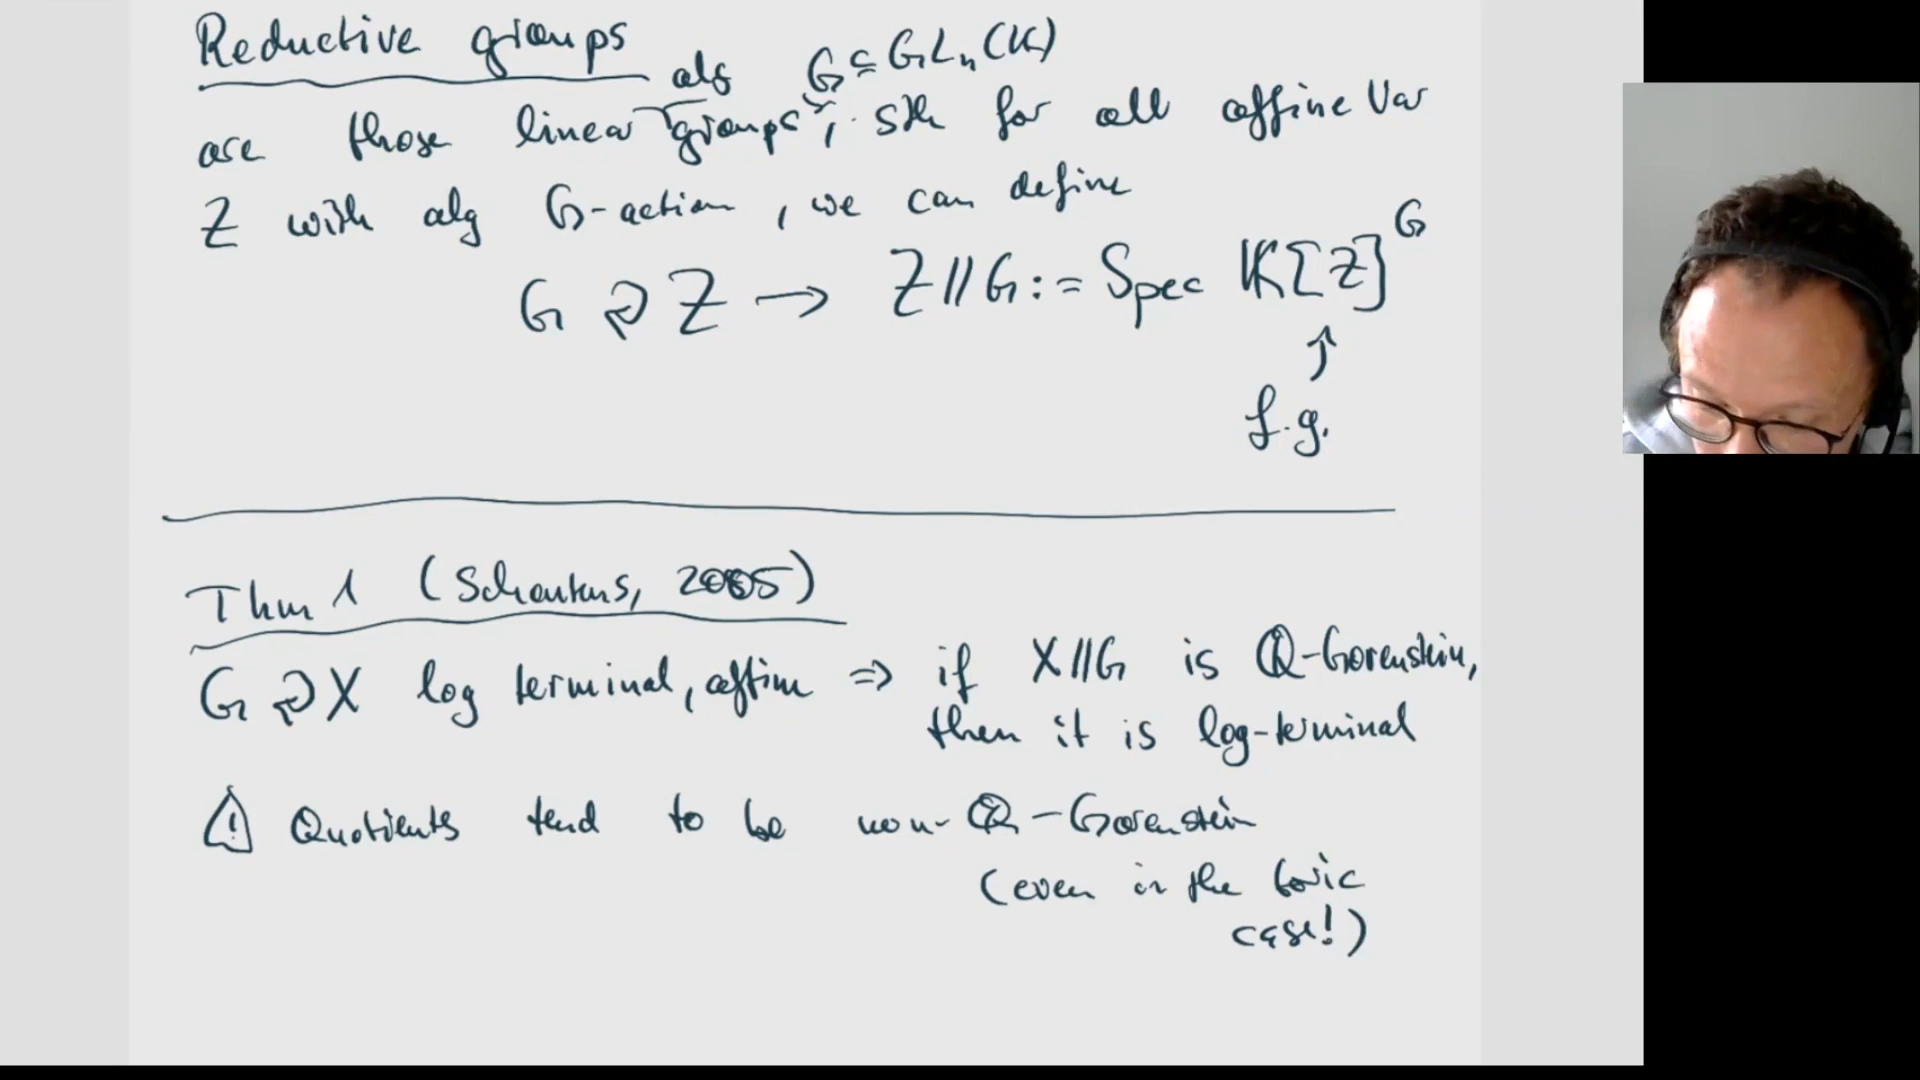 Reductive groups
alg G ⊆ GLn(K)
are those linear groups, sth for all affine Var
Z with alg G-action, we can define
G ↻ Z → Z//G := Spec K[Z]^G
↑
f.g.
Thm 1 (Schoutens, 2005)
G ↻ X log terminal, affine ⇒ if X//G is Q-Gorenstein,
then it is log-terminal
⚠ Quotients tend to be non-Q-Gorenstein
(even in the toric
case!)